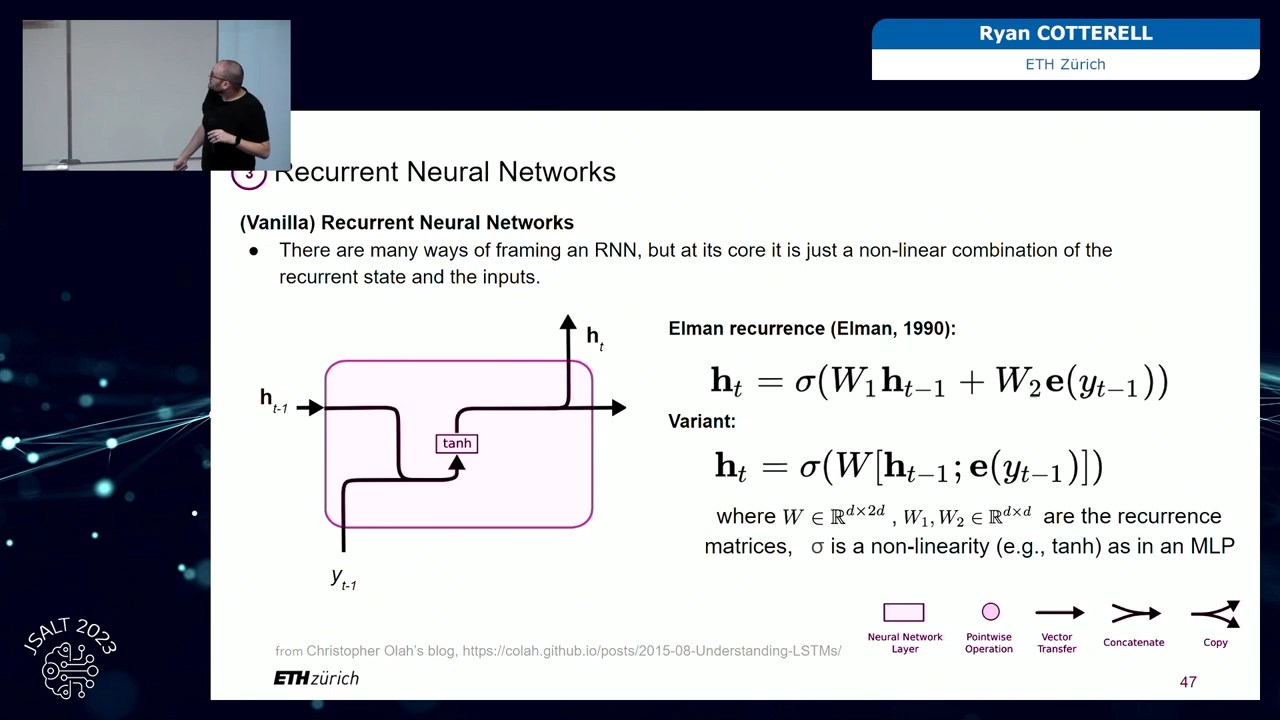 Ryan COTTERELL
ETH Zürich
3 Recurrent Neural Networks
(Vanilla) Recurrent Neural Networks
● There are many ways of framing an RNN, but at its core it is just a non-linear combination of the
recurrent state and the inputs.
h_t
h_{t-1}
tanh
y_{t-1}
Elman recurrence (Elman, 1990):
h_t = σ(W_1 h_{t−1} + W_2 e(y_{t−1}))
Variant:
h_t = σ(W[h_{t−1}; e(y_{t−1})])
where W ∈ ℝ^{d×2d} , W_1, W_2 ∈ ℝ^{d×d} are the recurrence
matrices, σ is a non-linearity (e.g., tanh) as in an MLP
Neural Network
Layer
Pointwise
Operation
Vector
Transfer
Concatenate
Copy
from Christopher Olah's blog, https://colah.github.io/posts/2015-08-Understanding-LSTMs/
ETH zürich
47
JSALT 2023